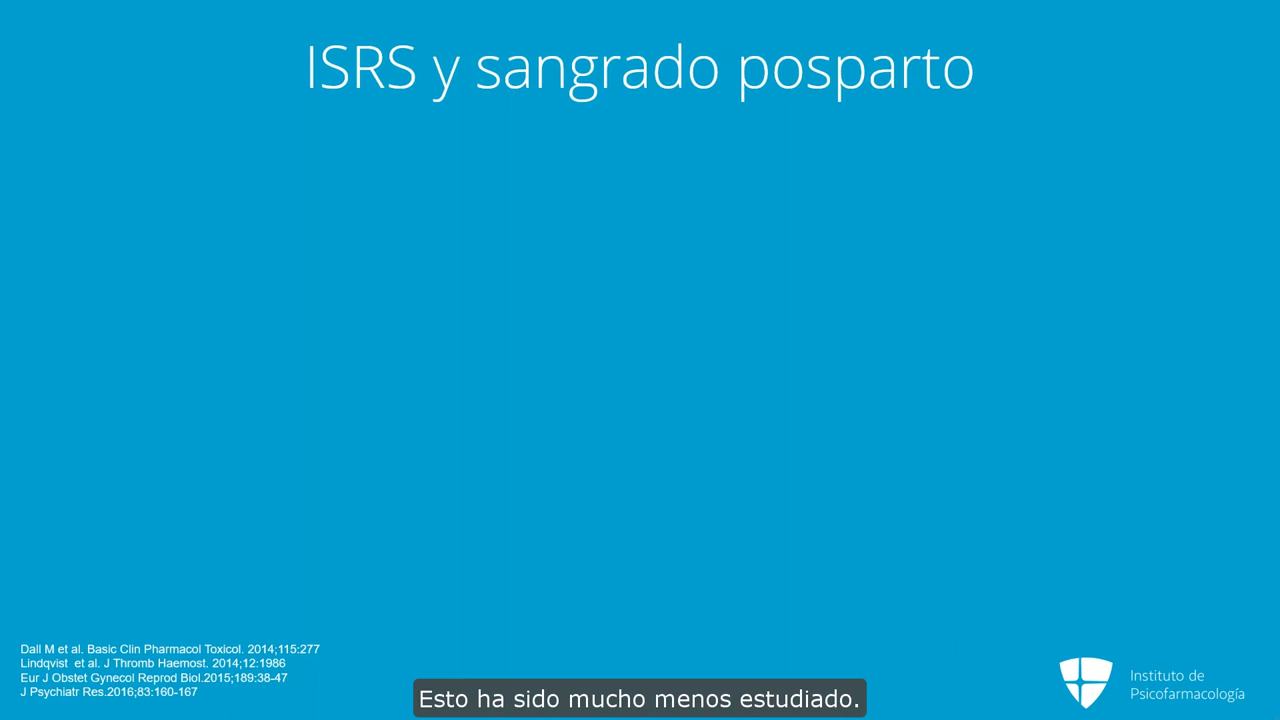 ISRS y sangrado posparto
Dall M et al. Basic Clin Pharmacol Toxicol. 2014;115:277
Lindqvist  et al. J Thromb Haemost. 2014;12:1986
Eur J Obstet Gynecol Reprod Biol.2015;189:38-47
J Psychiatr Res.2016;83:160-167
Esto ha sido mucho menos estudiado.
Instituto de
Psicofarmacología